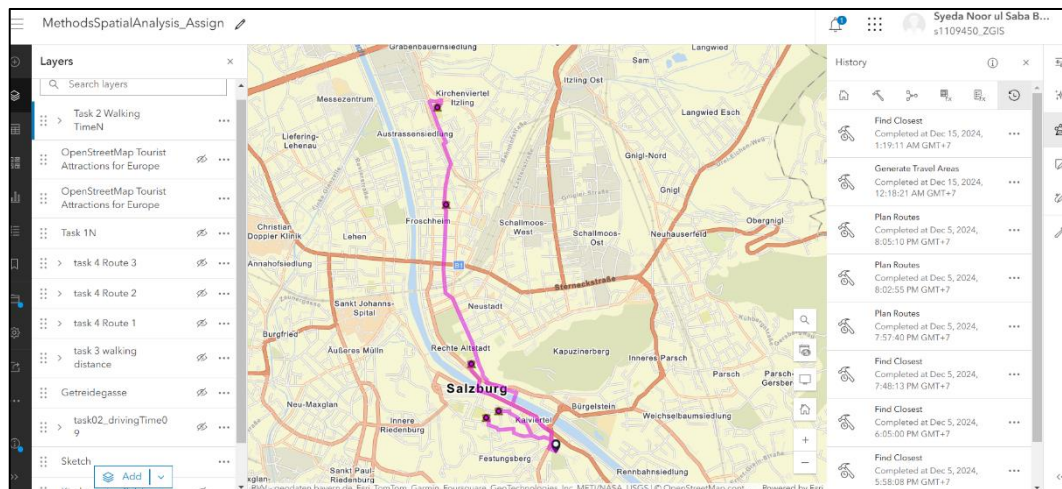 MethodsSpatialAnalysis_Assign
1
Syeda Noor ul Saba B...
s1109450_ZGIS
Layers
Search layers
Task 2 Walking
TimeN
OpenStreetMap Tourist
Attractions for Europe
OpenStreetMap Tourist
Attractions for Europe
Task 1N
task 4 Route 3
task 4 Route 2
task 4 Route 1
task 3 walking
distance
Getreidegasse
task02_drivingTime0
9
Sketch
Add
Grabenbauernsiedlung
Langwied
Sam
Itzling Ost
Kirchenviertel
Itzling
Messezentrum
Langwied Esch
Austrassensiedlung
Liefering-
Lehenau
Gnigl-Nord
Gnigl
Christian
Doppler Klinik
Lehen
Froschheim
Schallmoos-
West
Schallmoos-
Ost
Neuhauserfeld
Obergnigl
Annahofsiedlung
B1
Sterneckstraße
Sankt Johanns-
Spital
Neustadt
Burgfried
Äußeres Mülln
Rechte Altstadt
Kapuzinerberg
Inneres Parsch
Parsch
Parsch-
Gersberg
Salzburg
Neu-Maxglan
Innere
Riedenburg
Kaiviertel
Bürgelstein
Weichselbaumsiedlung
Festungsberg
Rennbahnsiedlung
Sankt Paul-
Riedenburg
xglan
Powered by Esri
History
Find Closest
Completed at Dec 15, 2024,
1:19:11 AM GMT+7
Generate Travel Areas
Completed at Dec 15, 2024,
12:18:21 AM GMT+7
Plan Routes
Completed at Dec 5, 2024,
8:05:10 PM GMT+7
Plan Routes
Completed at Dec 5, 2024,
8:02:55 PM GMT+7
Plan Routes
Completed at Dec 5, 2024,
7:57:40 PM GMT+7
Find Closest
Completed at Dec 5, 2024,
7:48:13 PM GMT+7
Find Closest
Completed at Dec 5, 2024,
6:05:00 PM GMT+7
Find Closest
Completed at Dec 5, 2024,
5:58:08 PM GMT+7